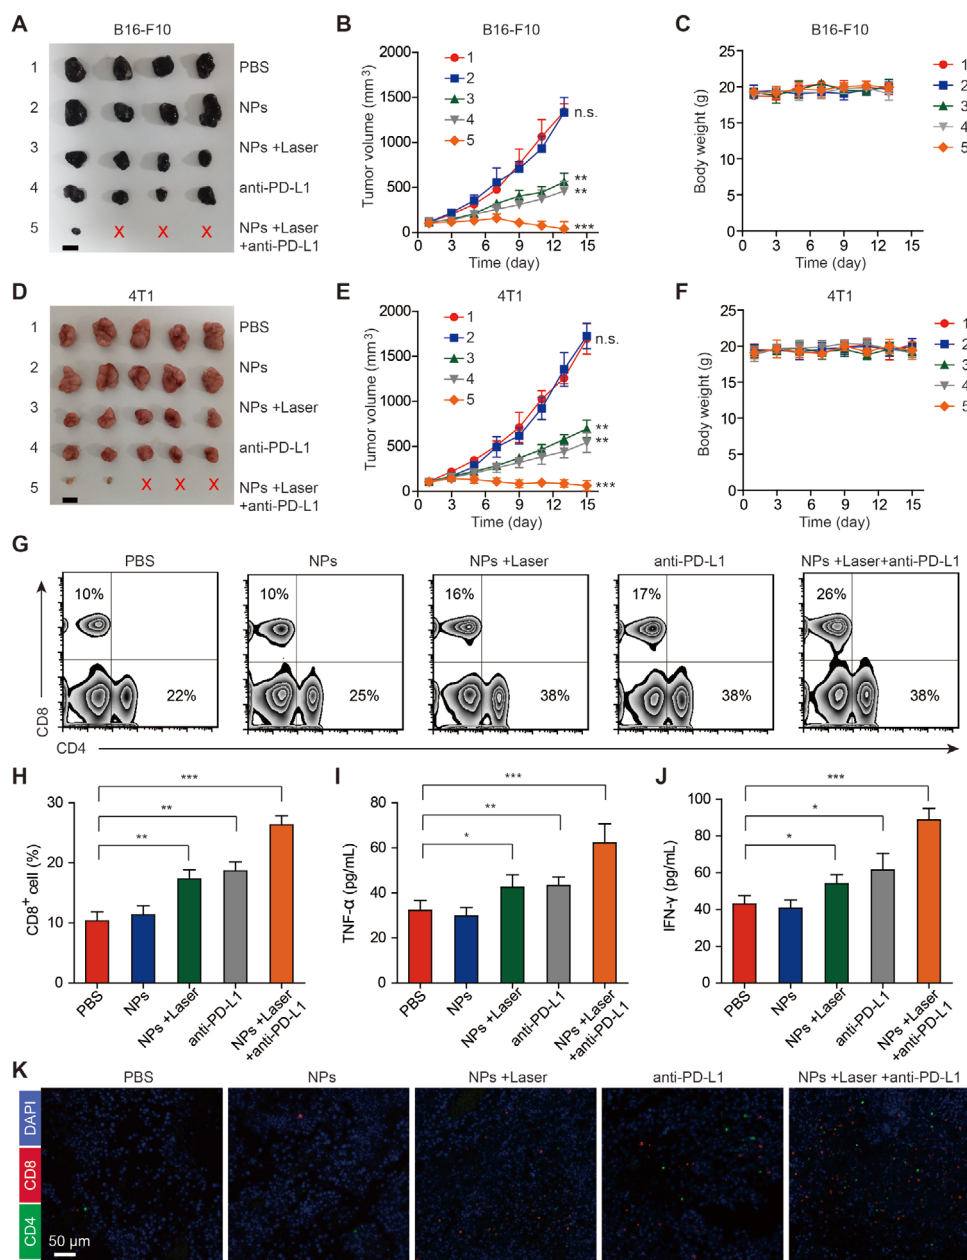 A
B16-F10
1
PBS
2
NPs
3
NPs +Laser
4
anti-PD-L1
5
X X X
NPs +Laser
+anti-PD-L1
B
B16-F10
Tumor volume (mm³)
2000
1500
1000
500
0
1
2
3
4
5
n.s.
**
**
***
0 3 6 9 12 15
Time (day)
C
B16-F10
Body weight (g)
25
20
15
10
5
0
1
2
3
4
5
0 3 6 9 12 15
Time (day)
D
4T1
1
PBS
2
NPs
3
NPs +Laser
4
anti-PD-L1
5
X X X
NPs +Laser
+anti-PD-L1
E
4T1
Tumor volume (mm³)
2000
1500
1000
500
0
1
2
3
4
5
n.s.
**
**
***
0 3 6 9 12 15
Time (day)
F
4T1
Body weight (g)
25
20
15
10
5
0
1
2
3
4
5
0 3 6 9 12 15
Time (day)
G
PBS
NPs
NPs +Laser
anti-PD-L1
NPs +Laser+anti-PD-L1
10%
22%
10%
25%
16%
38%
17%
38%
26%
38%
CD8
CD4
H
CD8⁺ cell (%)
30
20
10
0
***
**
**
PBS
NPs
NPs +Laser
anti-PD-L1
NPs +Laser
+anti-PD-L1
I
TNF-α (pg/mL)
80
60
40
20
0
***
**
*
PBS
NPs
NPs +Laser
anti-PD-L1
NPs +Laser
+anti-PD-L1
J
IFN-γ (pg/mL)
100
80
60
40
20
0
***
*
*
PBS
NPs
NPs +Laser
anti-PD-L1
NPs +Laser
+anti-PD-L1
K
PBS
NPs
NPs +Laser
anti-PD-L1
NPs +Laser +anti-PD-L1
DAPI
CD8
CD4
50 µm